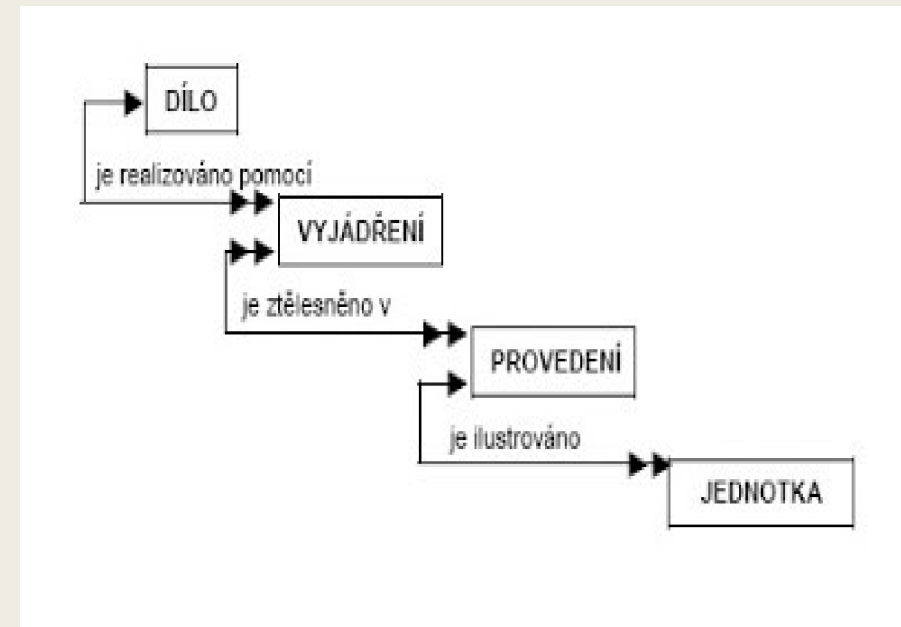 DÍLO
je realizováno pomocí
VYJÁDŘENÍ
je ztělesněno v
PROVEDENÍ
je ilustrováno
JEDNOTKA